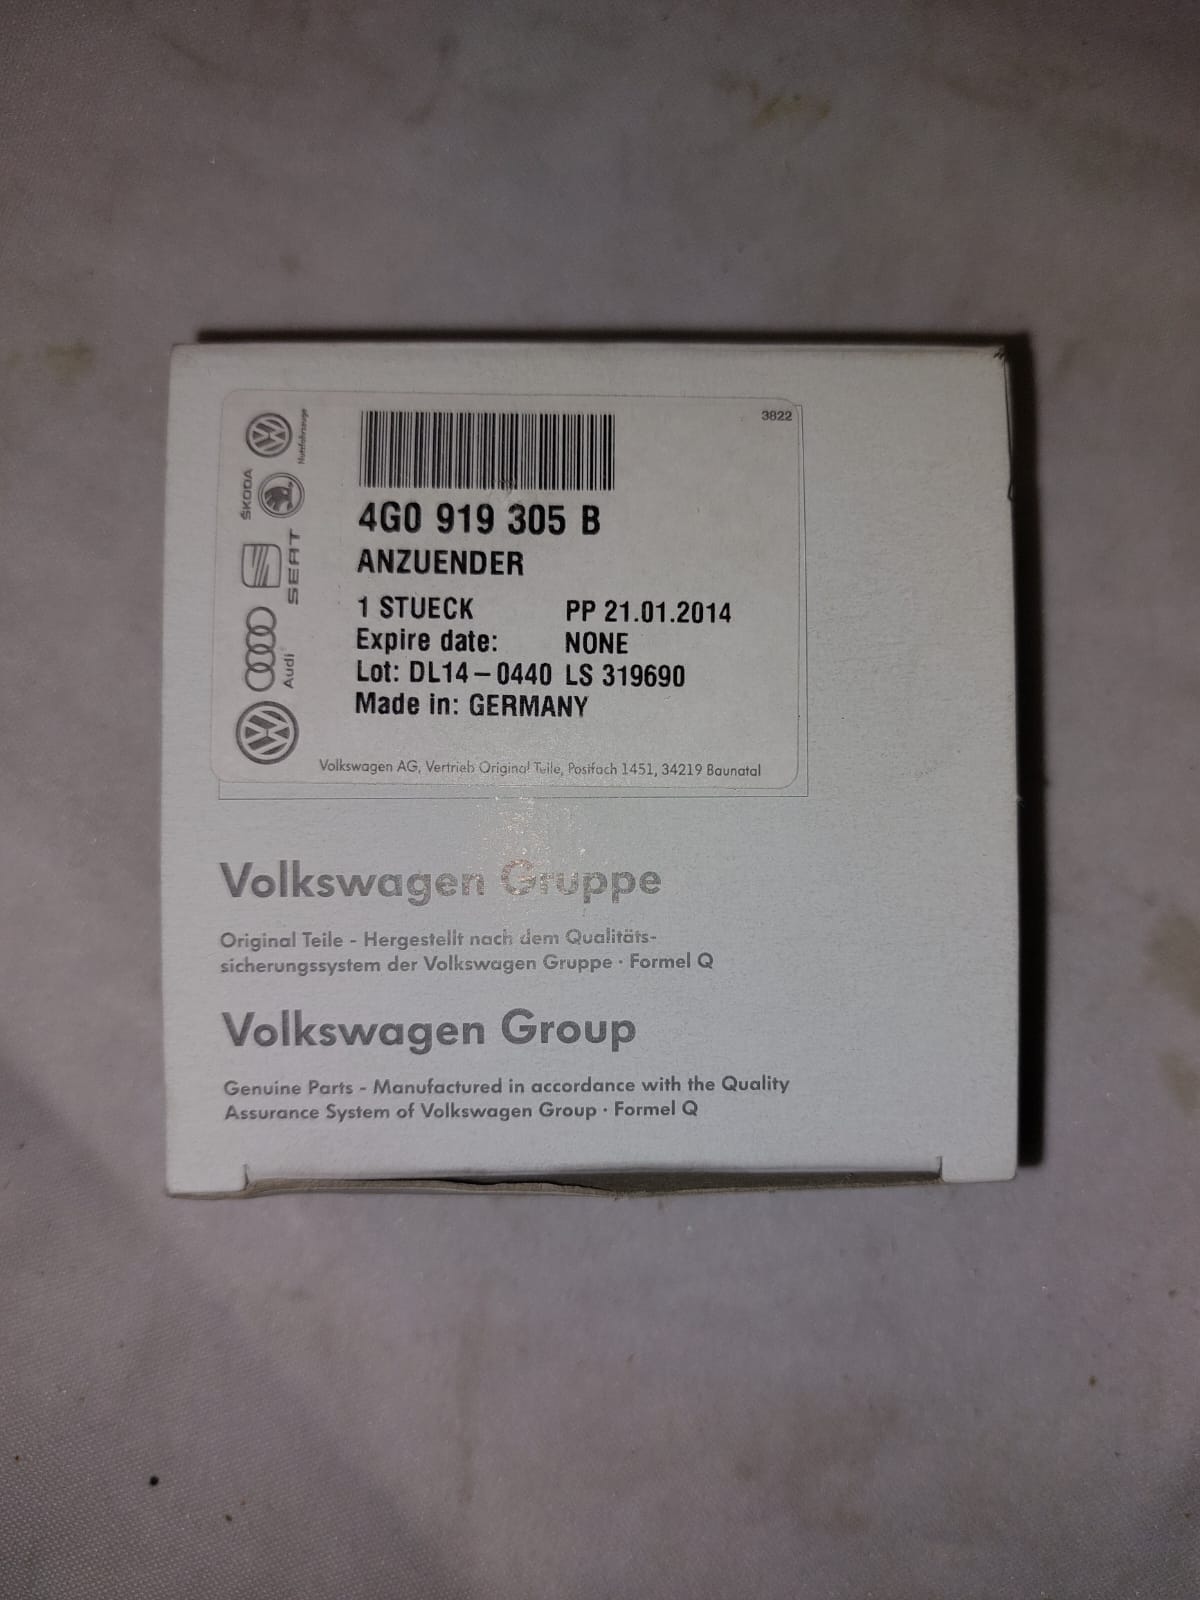 3822
Nutzfahrzeuge
ŠKODA
SEAT
Audi
4G0 919 305 B
ANZUENDER
1 STUECK PP 21.01.2014
Expire date: NONE
Lot: DL14-0440 LS 319690
Made in: GERMANY
Volkswagen AG, Vertrieb Original Teile, Postfach 1451, 34219 Baunatal
Volkswagen Gruppe
Original Teile - Hergestellt nach dem Qualitäts-
sicherungssystem der Volkswagen Gruppe · Formel Q
Volkswagen Group
Genuine Parts - Manufactured in accordance with the Quality
Assurance System of Volkswagen Group · Formel Q